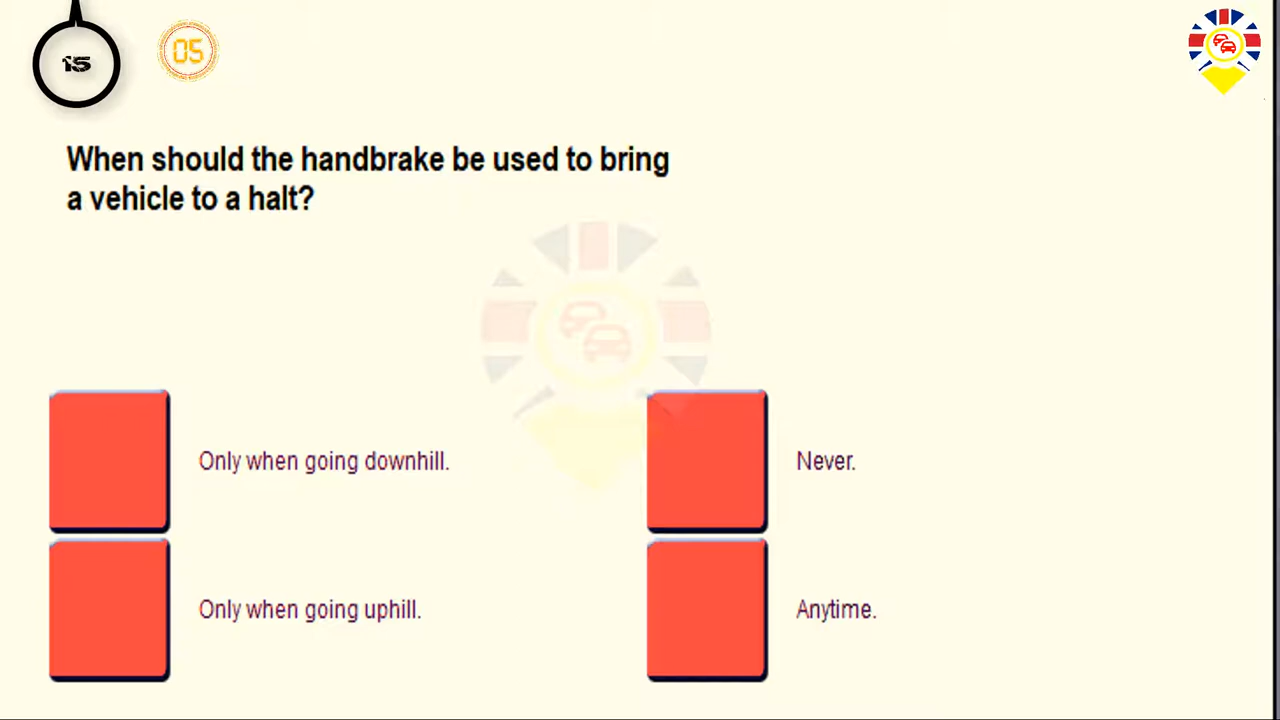 15
05
When should the handbrake be used to bring
a vehicle to a halt?
Only when going downhill.
Never.
Only when going uphill.
Anytime.